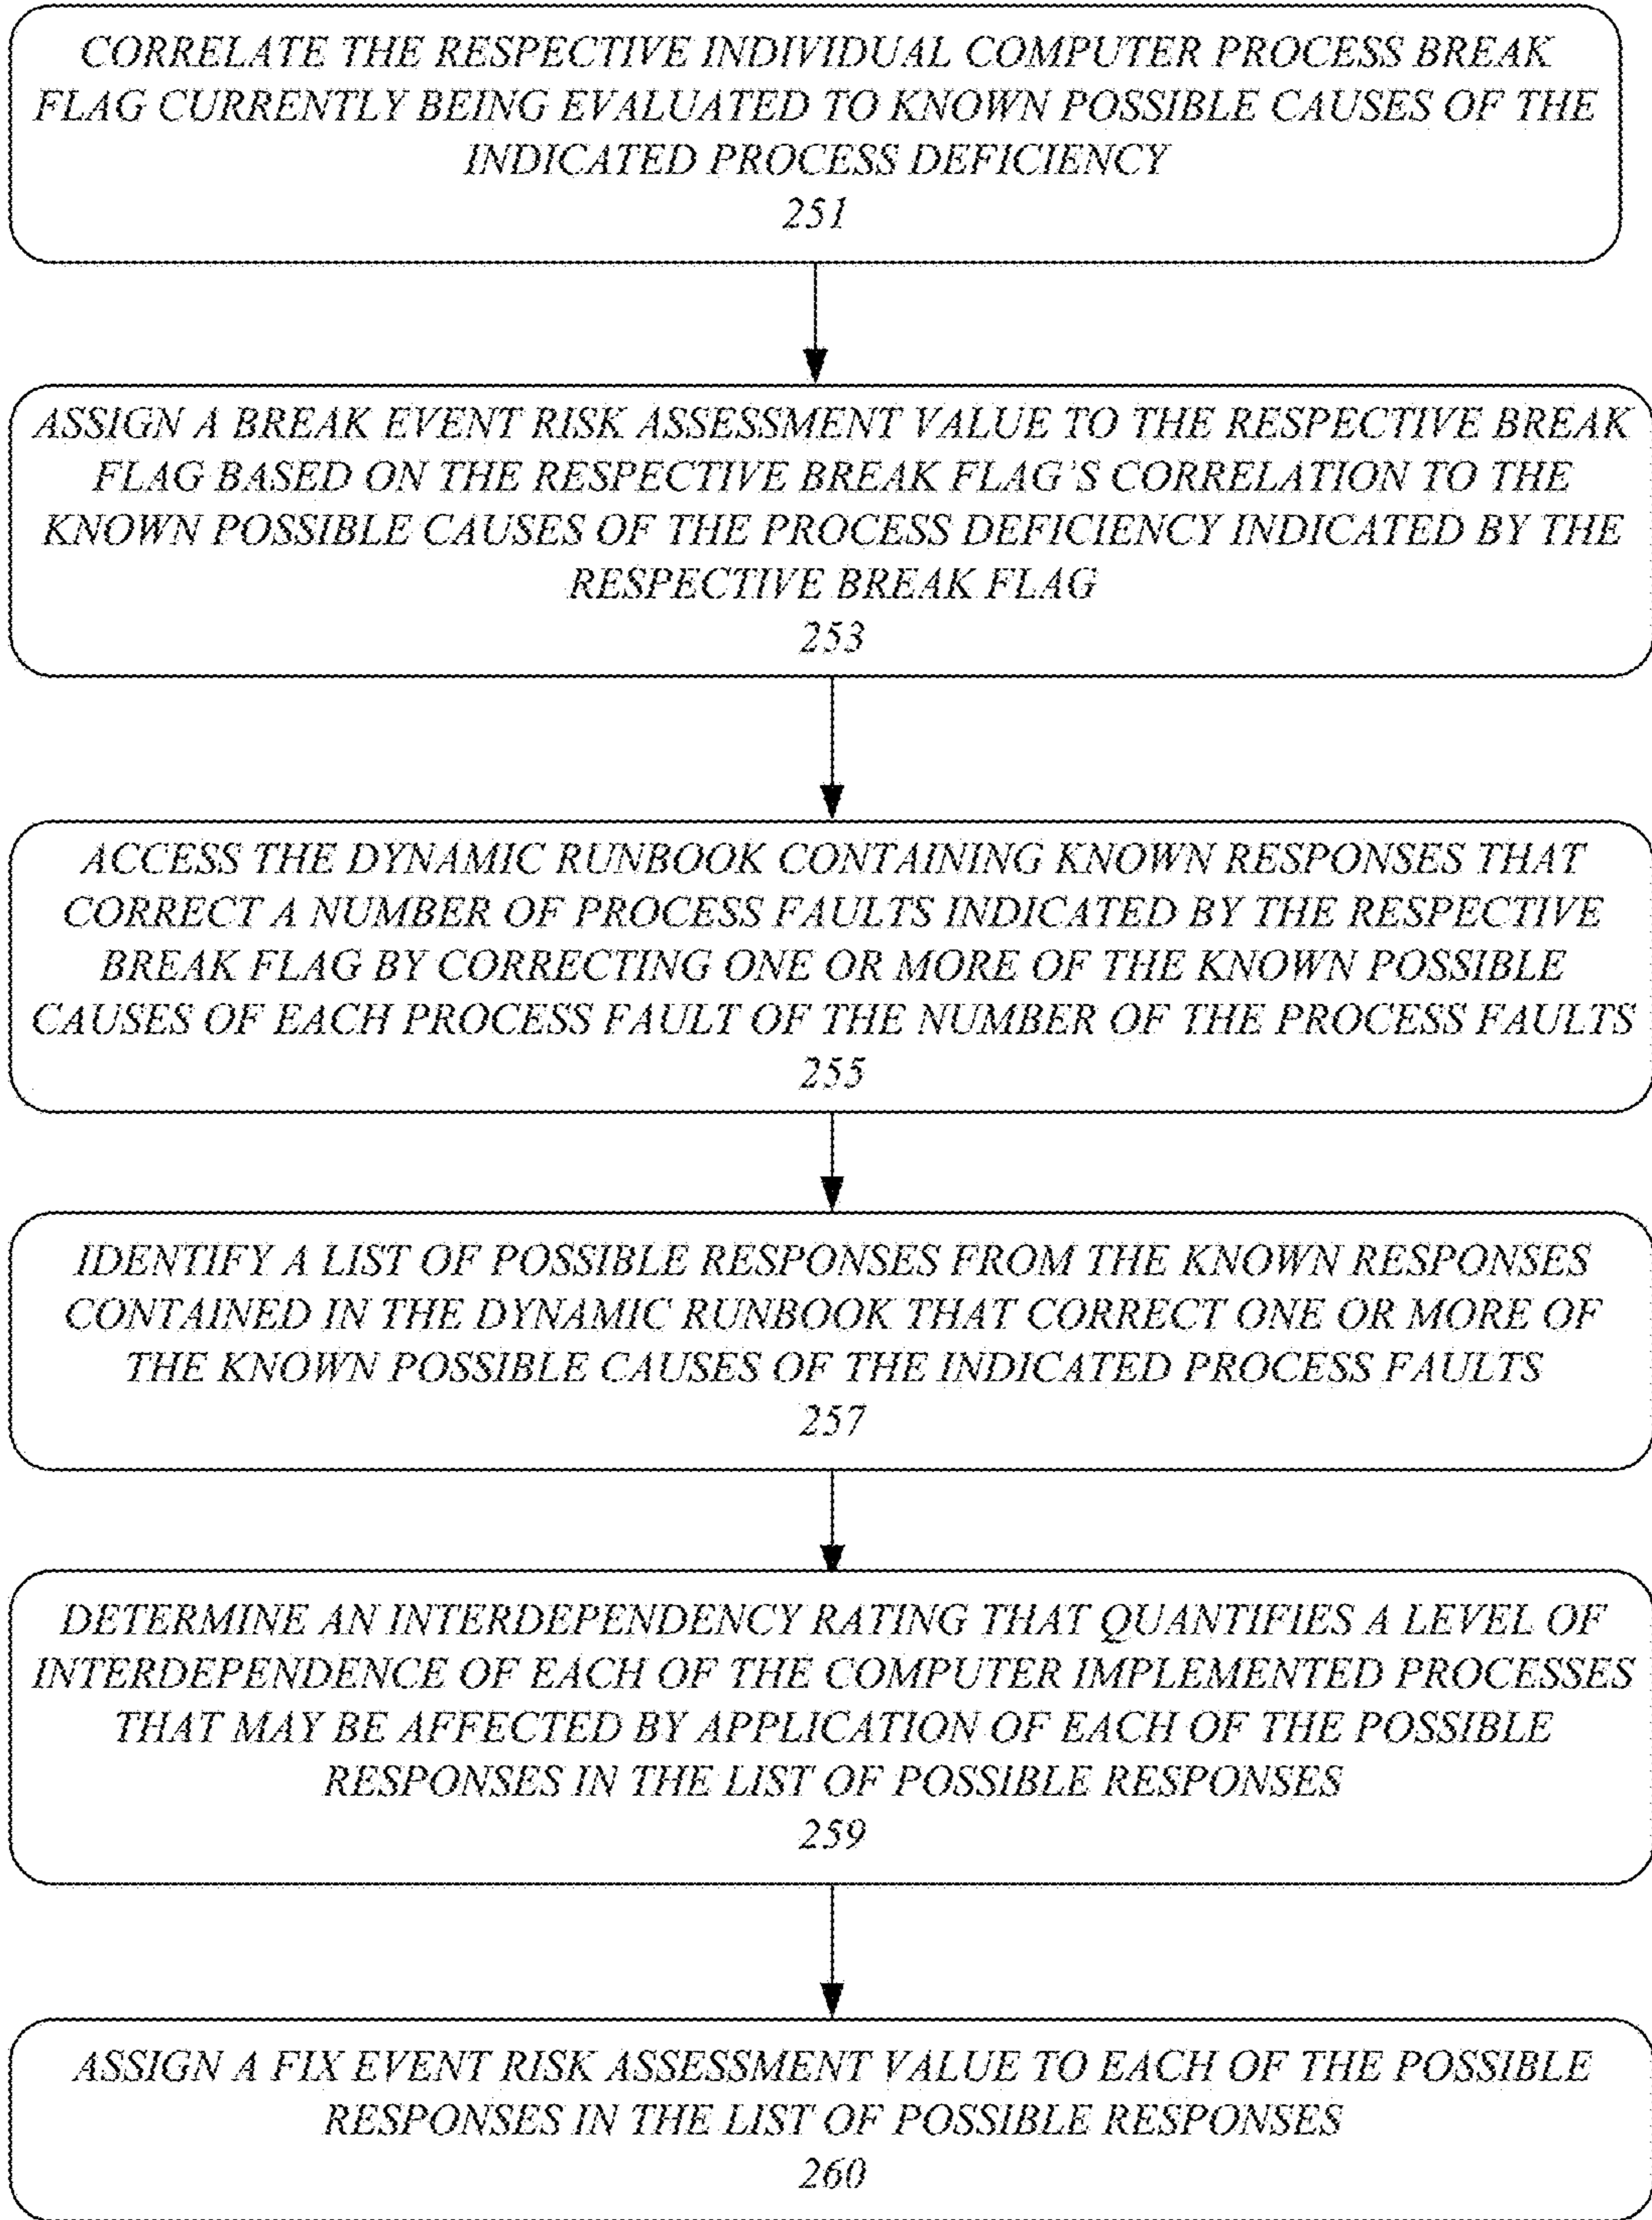 CORRELATE THE RESPECTIVE INDIVIDUAL COMPUTER PROCESS BREAK
FLAG CURRENTLY BEING EVALUATED TO KNOWN POSSIBLE CAUSES OF THE
INDICATED PROCESS DEFICIENCY
251
ASSIGN A BREAK EVENT RISK ASSESSMENT VALUE TO THE RESPECTIVE BREAK
FLAG BASED ON THE RESPECTIVE BREAK FLAG'S CORRELATION TO THE
KNOWN POSSIBLE CAUSES OF THE PROCESS DEFICIENCY INDICATED BY THE
RESPECTIVE BREAK FLAG
253
ACCESS THE DYNAMIC RUNBOOK CONTAINING KNOWN RESPONSES THAT
CORRECT A NUMBER OF PROCESS FAULTS INDICATED BY THE RESPECTIVE
BREAK FLAG BY CORRECTING ONE OR MORE OF THE KNOWN POSSIBLE
CAUSES OF EACH PROCESS FAULT OF THE NUMBER OF THE PROCESS FAULTS
255
IDENTIFY A LIST OF POSSIBLE RESPONSES FROM THE KNOWN RESPONSES
CONTAINED IN THE DYNAMIC RUNBOOK THAT CORRECT ONE OR MORE OF
THE KNOWN POSSIBLE CAUSES OF THE INDICATED PROCESS FAULTS
257
DETERMINE AN INTERDEPENDENCY RATING THAT QUANTIFIES A LEVEL OF
INTERDEPENDENCE OF EACH OF THE COMPUTER IMPLEMENTED PROCESSES
THAT MAY BE AFFECTED BY APPLICATION OF EACH OF THE POSSIBLE
RESPONSES IN THE LIST OF POSSIBLE RESPONSES
259
ASSIGN A FIX EVENT RISK ASSESSMENT VALUE TO EACH OF THE POSSIBLE
RESPONSES IN THE LIST OF POSSIBLE RESPONSES
260